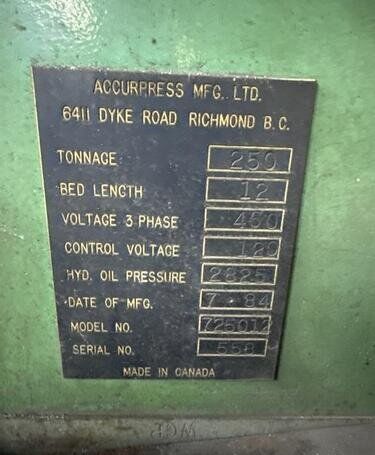 ACCURPRESS MFG. LTD.
6411 DYKE ROAD RICHMOND B.C.
TONNAGE 250
BED LENGTH 12
VOLTAGE 3 PHASE 460
CONTROL VOLTAGE 120
HYD. OIL PRESSURE 2825
DATE OF MFG. 7-84
MODEL NO. 725012
SERIAL NO.
MADE IN CANADA